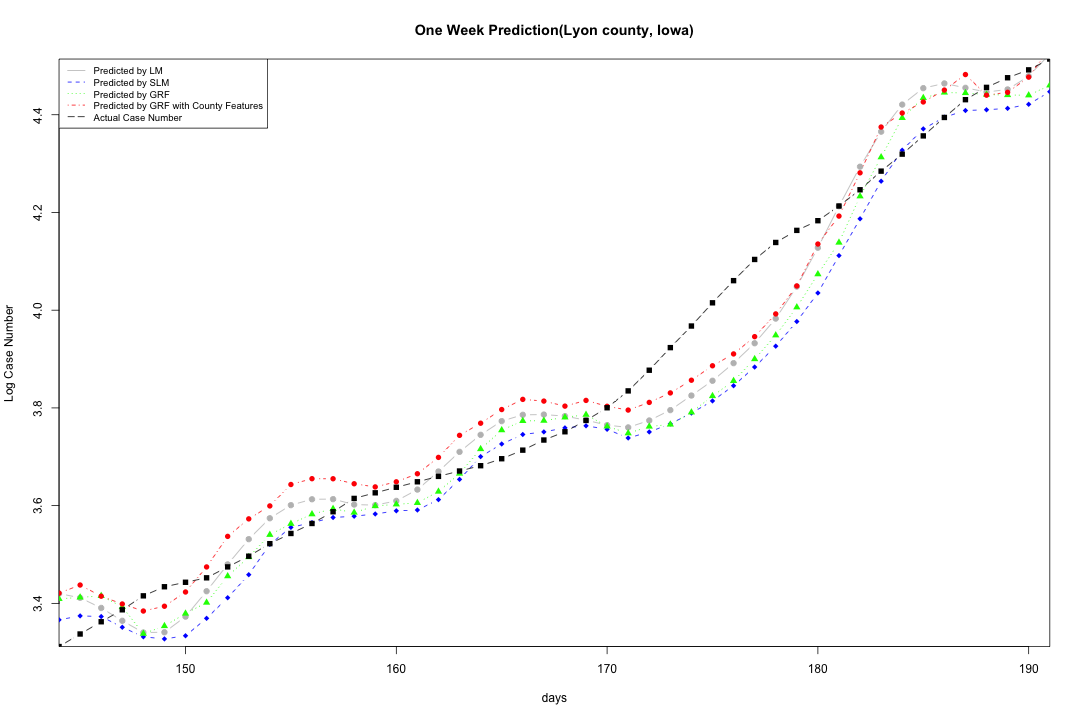 One Week Prediction(Lyon county, Iowa)
Predicted by LM
Predicted by SLM
Predicted by GRF
Predicted by GRF with County Features
Actual Case Number
4.4
4.2
4.0
3.8
3.6
3.4
Log Case Number
150 160 170 180 190
days